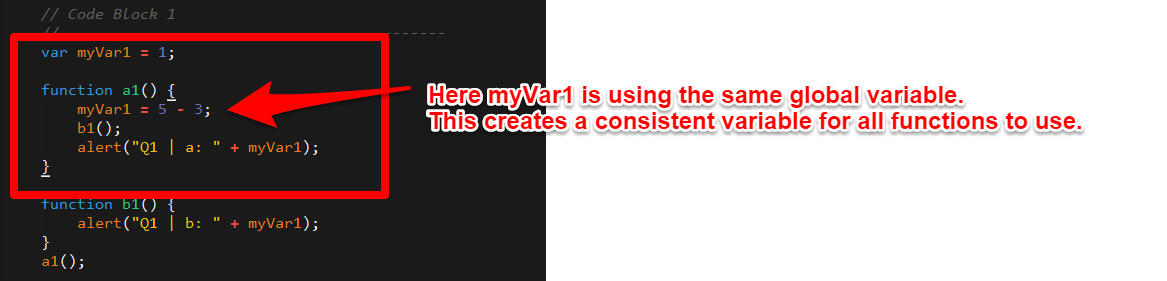 // Code Block 1
//-------
var myVar1 = 1;
function a1() {
myVar1 = 5 - 3;
b1();
alert("Q1 | a: " + myVar1);
}
function b1() {
alert("Q1 | b: " + myVar1);
}
a1();
Here myVar1 is using the same global variable.
This creates a consistent variable for all functions to use.